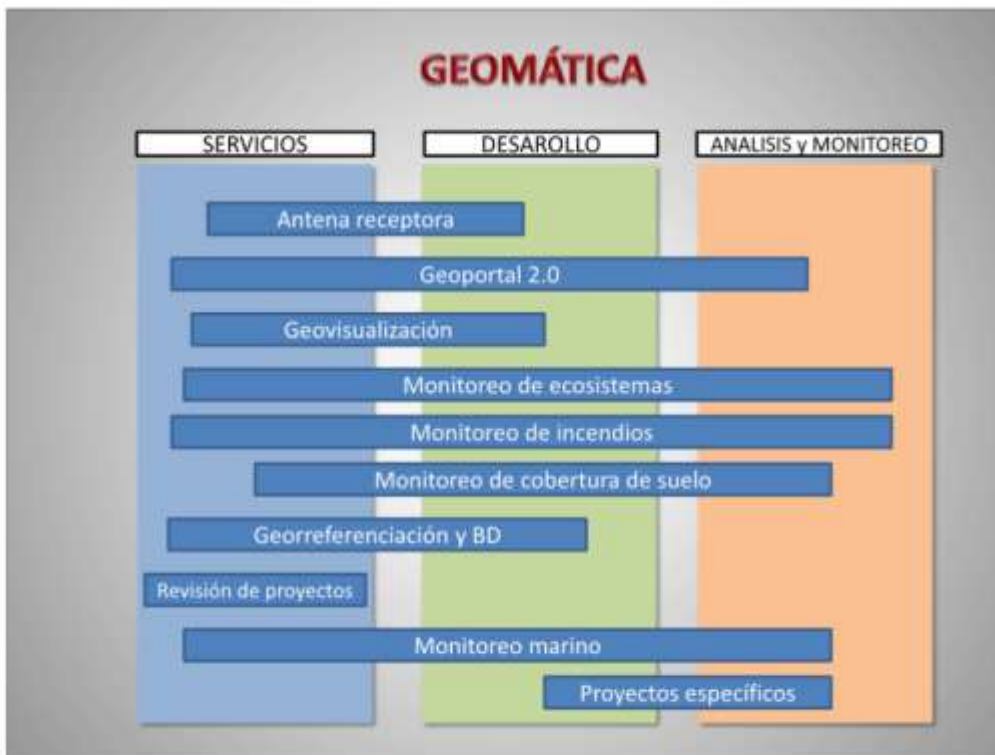 GEOMÁTICA
SERVICIOS
DESAROLLO
ANALISIS y MONITOREO
Antena receptora
Geoportal 2.0
Geovisualización
Monitoreo de ecosistemas
Monitoreo de incendios
Monitoreo de cobertura de suelo
Georreferenciación y BD
Revisión de proyectos
Monitoreo marino
Proyectos específicos